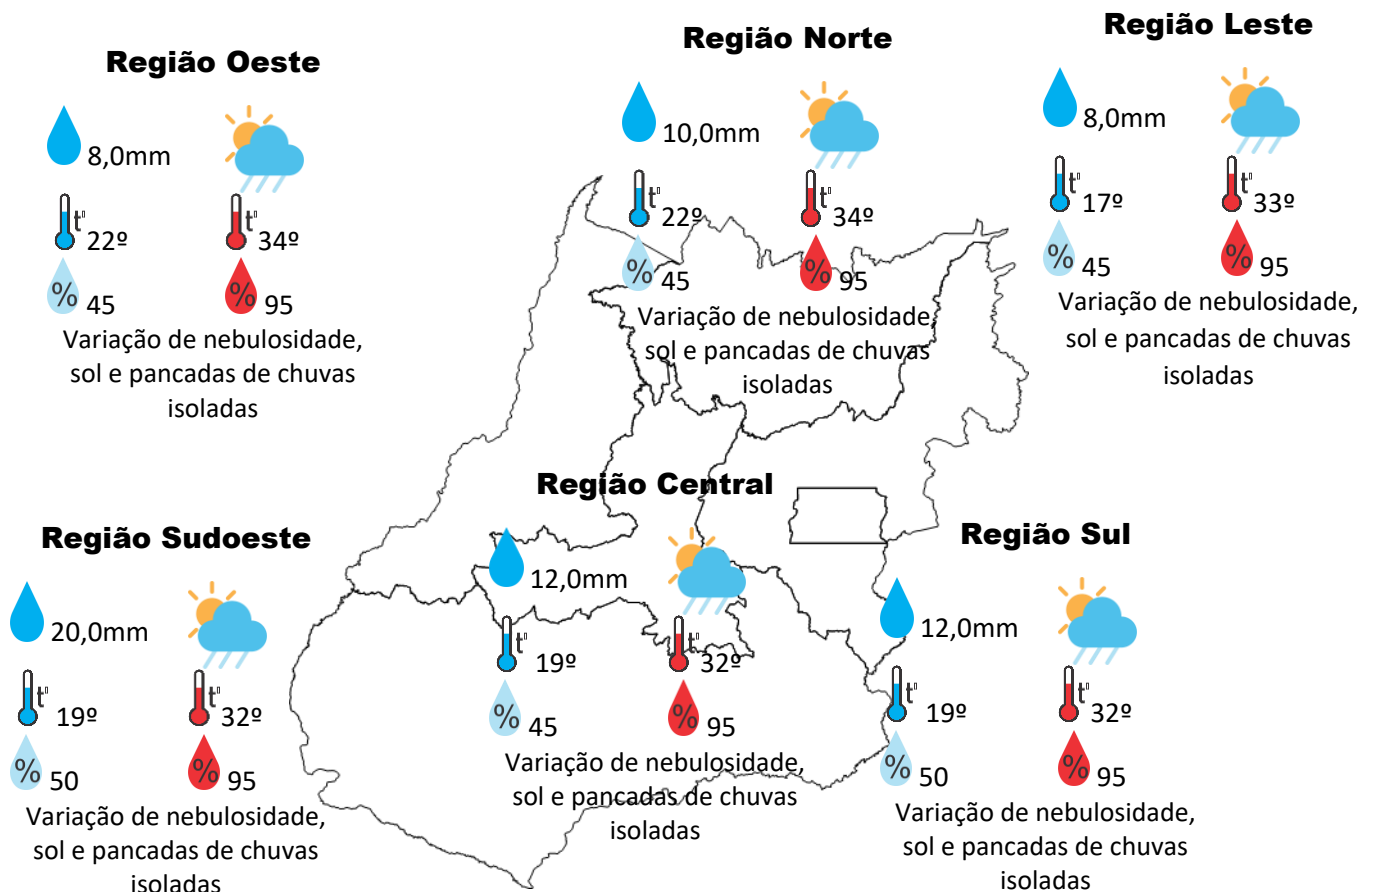 Região Oeste
8,0mm
t°
22º
t°
34º
% 45
% 95
Variação de nebulosidade,
sol e pancadas de chuvas
isoladas
Região Norte
10,0mm
t°
22º
t°
34º
% 45
% 95
Variação de nebulosidade,
sol e pancadas de chuvas
isoladas
Região Leste
8,0mm
t°
17º
t°
33º
% 45
% 95
Variação de nebulosidade,
sol e pancadas de chuvas
isoladas
Região Sudoeste
20,0mm
t°
19º
t°
32º
% 50
% 95
Variação de nebulosidade,
sol e pancadas de chuvas
isoladas
Região Central
12,0mm
t°
19º
t°
32º
% 45
% 95
Variação de nebulosidade,
sol e pancadas de chuvas
isoladas
Região Sul
12,0mm
t°
19º
t°
32º
% 50
% 95
Variação de nebulosidade,
sol e pancadas de chuvas
isoladas